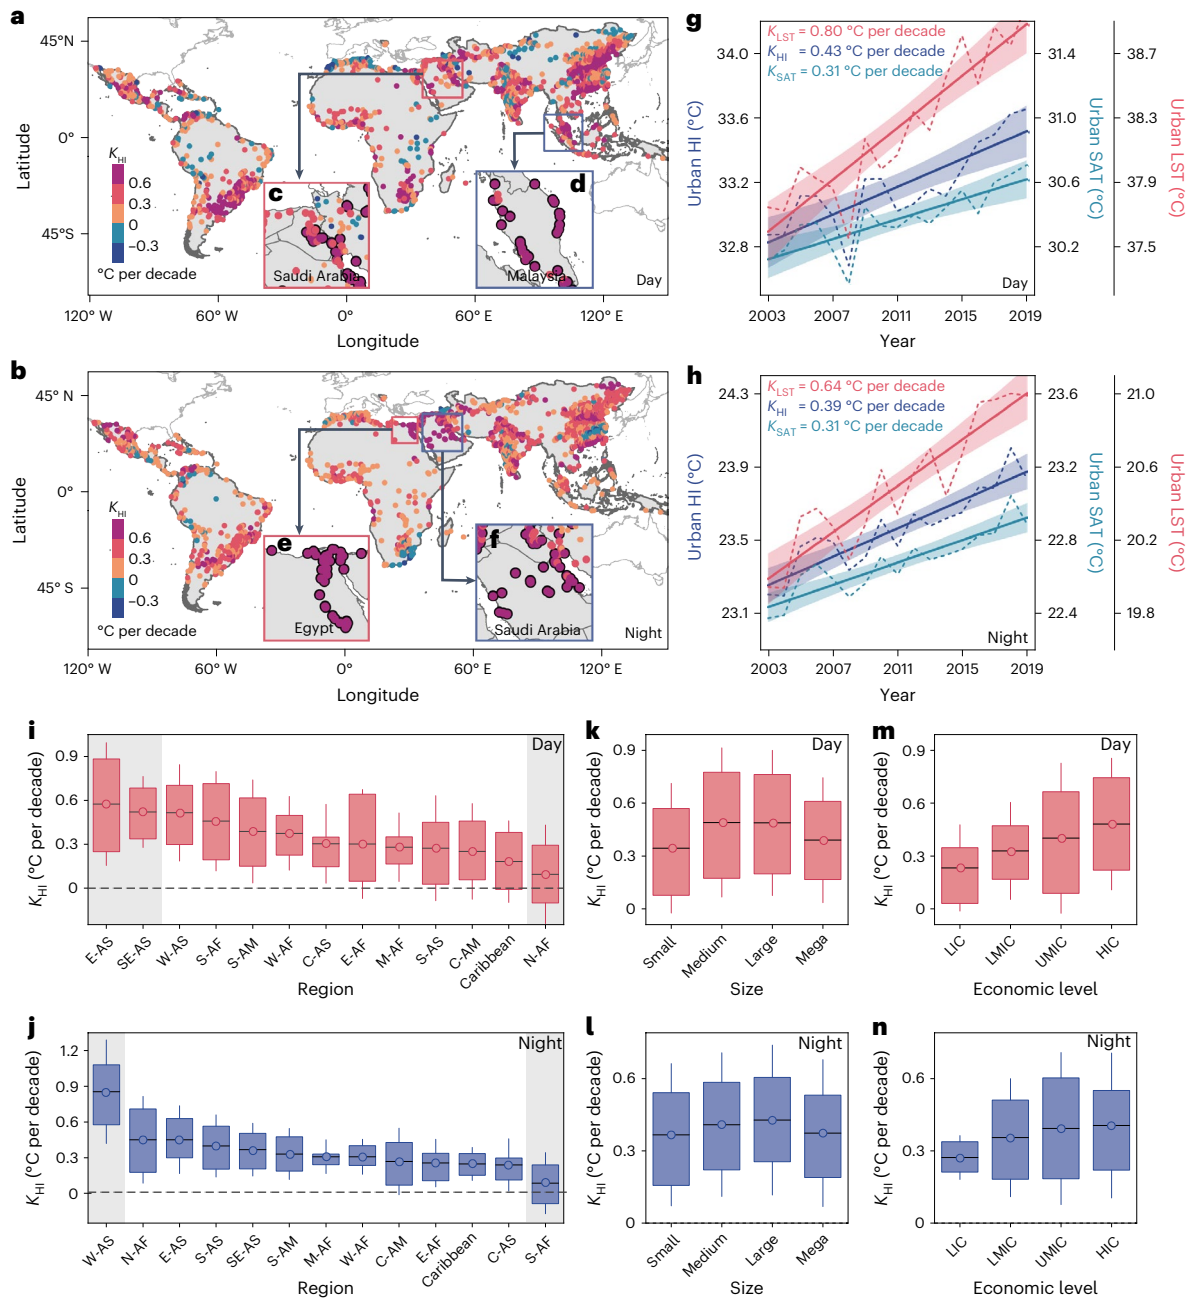 a
45° N
0°
45° S
Latitude
K_HI
0.6
0.3
0
−0.3
°C per decade
c
Saudi Arabia
d
Malaysia
Day
120° W
60° W
0°
60° E
120° E
Longitude
b
45° N
0°
45° S
Latitude
K_HI
0.6
0.3
0
−0.3
°C per decade
e
Egypt
f
Saudi Arabia
Night
120° W
60° W
0°
60° E
120° E
Longitude
g
K_LST = 0.80 °C per decade
K_HI = 0.43 °C per decade
K_SAT = 0.31 °C per decade
34.0
33.6
33.2
32.8
Urban HI (°C)
31.4
31.0
30.6
30.2
Urban SAT (°C)
38.7
38.3
37.9
37.5
Urban LST (°C)
Day
2003
2007
2011
2015
2019
Year
h
K_LST = 0.64 °C per decade
K_HI = 0.39 °C per decade
K_SAT = 0.31 °C per decade
24.3
23.9
23.5
23.1
Urban HI (°C)
23.6
23.2
22.8
22.4
Urban SAT (°C)
21.0
20.6
20.2
19.8
Urban LST (°C)
Night
2003
2007
2011
2015
2019
Year
i
Day
0.9
0.6
0.3
0
K_HI (°C per decade)
E-AS
SE-AS
W-AS
S-AF
S-AM
W-AF
C-AS
E-AF
M-AF
S-AS
C-AM
Caribbean
N-AF
Region
k
Day
0.9
0.6
0.3
0
K_HI (°C per decade)
Small
Medium
Large
Mega
Size
m
Day
0.9
0.6
0.3
0
K_HI (°C per decade)
LIC
LMIC
UMIC
HIC
Economic level
j
Night
1.2
0.9
0.6
0.3
0
K_HI (°C per decade)
W-AS
N-AF
E-AS
S-AS
SE-AS
S-AM
M-AF
W-AF
C-AM
E-AF
Caribbean
C-AS
S-AF
Region
l
Night
0.6
0.3
0
K_HI (°C per decade)
Small
Medium
Large
Mega
Size
n
Night
0.6
0.3
0
K_HI (°C per decade)
LIC
LMIC
UMIC
HIC
Economic level